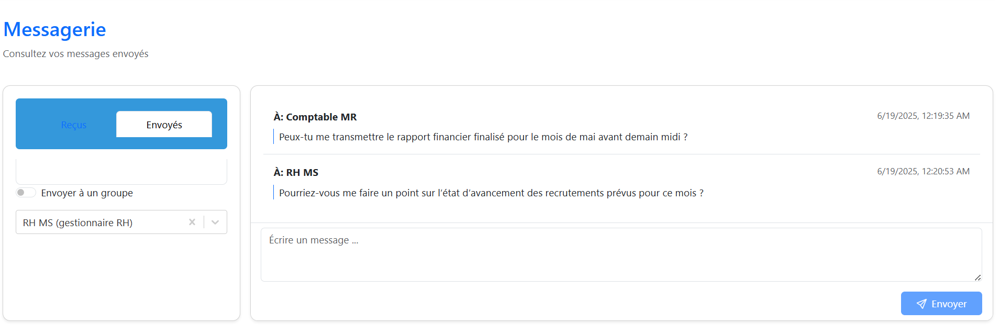 Messagerie
Consultez vos messages envoyés
Reçus
Envoyés
Envoyer à un groupe
RH MS (gestionnaire RH)
À: Comptable MR
6/19/2025, 12:19:35 AM
Peux-tu me transmettre le rapport financier finalisé pour le mois de mai avant demain midi ?
À: RH MS
6/19/2025, 12:20:53 AM
Pourriez-vous me faire un point sur l’état d’avancement des recrutements prévus pour ce mois ?
Écrire un message ...
Envoyer